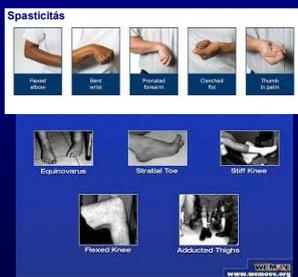 Spasticitás
Flexed elbow
Bent wrist
Pronated forearm
Clenched fist
Thumb in palm
Equinovarus
Stratial Toe
Stiff Knee
Flexed Knee
Adducted Thighs
WE MOVE
www.wemove.org